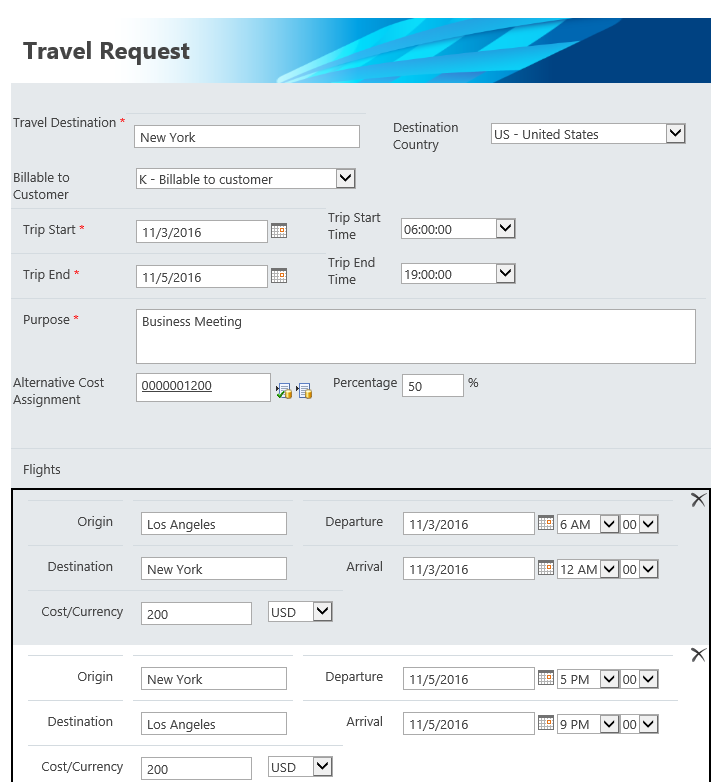 Travel Request
Travel Destination * New York Destination Country US - United States
Billable to Customer K - Billable to customer
Trip Start * 11/3/2016 Trip Start Time 06:00:00
Trip End * 11/5/2016 Trip End Time 19:00:00
Purpose * Business Meeting
Alternative Cost Assignment 0000001200 Percentage 50 %
Flights
Origin Los Angeles Departure 11/3/2016 6 AM 00
Destination New York Arrival 11/3/2016 12 AM 00
Cost/Currency 200 USD
Origin New York Departure 11/5/2016 5 PM 00
Destination Los Angeles Arrival 11/5/2016 9 PM 00
Cost/Currency 200 USD